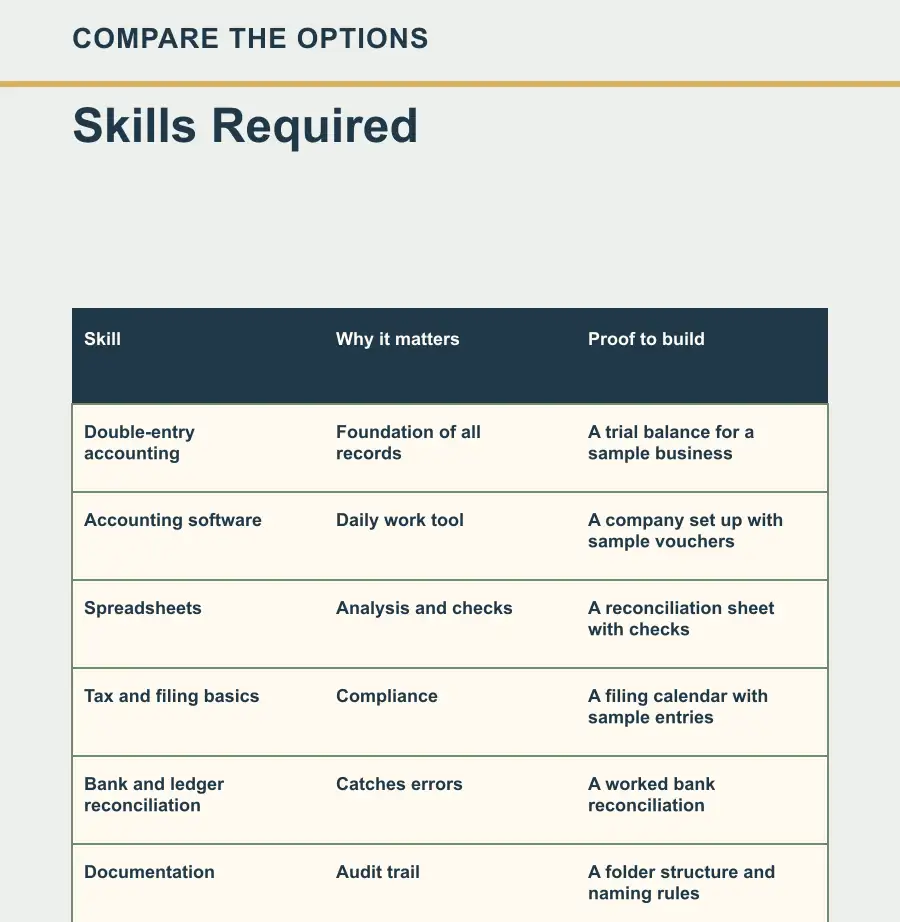 COMPARE THE OPTIONS
Skills Required
Skill
Why it matters
Proof to build
Double-entry
accounting
Foundation of all
records
A trial balance for a
sample business
Accounting software
Daily work tool
A company set up with
sample vouchers
Spreadsheets
Analysis and checks
A reconciliation sheet
with checks
Tax and filing basics
Compliance
A filing calendar with
sample entries
Bank and ledger
reconciliation
Catches errors
A worked bank
reconciliation
Documentation
Audit trail
A folder structure and
naming rules